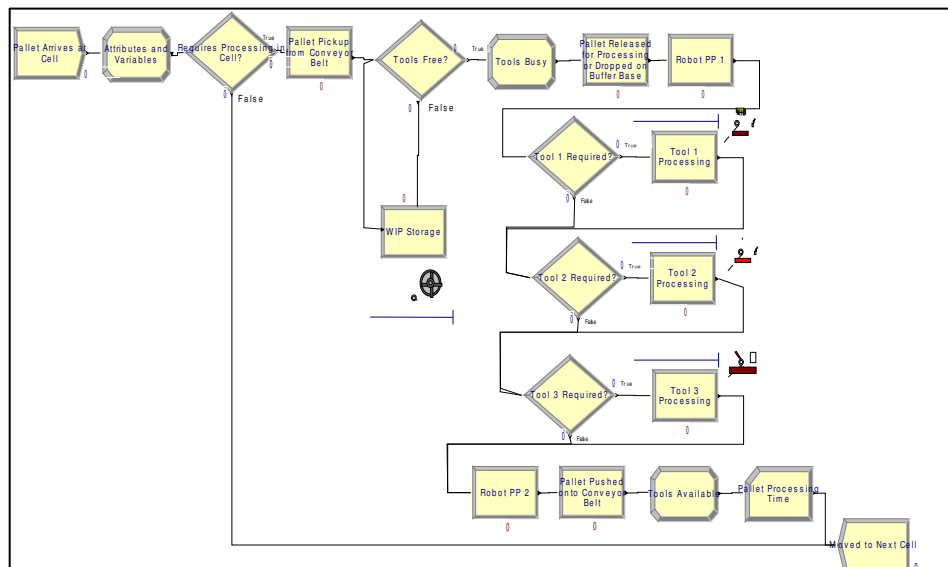 Pallet Arrives at
Cell
0
Attributes and
Variables
Requires Processing in
Cell?
True
0
0
False
Pallet Pickup
from Conveyor
Belt
0
Tools Free?
0
True
0
False
Tools Busy
Pallet Released
for Processing
or Dropped on
Buffer Base
0
Robot PP 1
0
WIP Storage
0
Tool 1 Required?
0
True
0
False
Tool 1
Processing
0
Tool 2 Required?
0
True
0
False
Tool 2
Processing
0
Tool 3 Required?
0
True
0
False
Tool 3
Processing
0
Robot PP 2
0
Pallet Pushed
onto Conveyor
Belt
0
Tools Available
Pallet Processing
Time
Moved to Next Cell
0